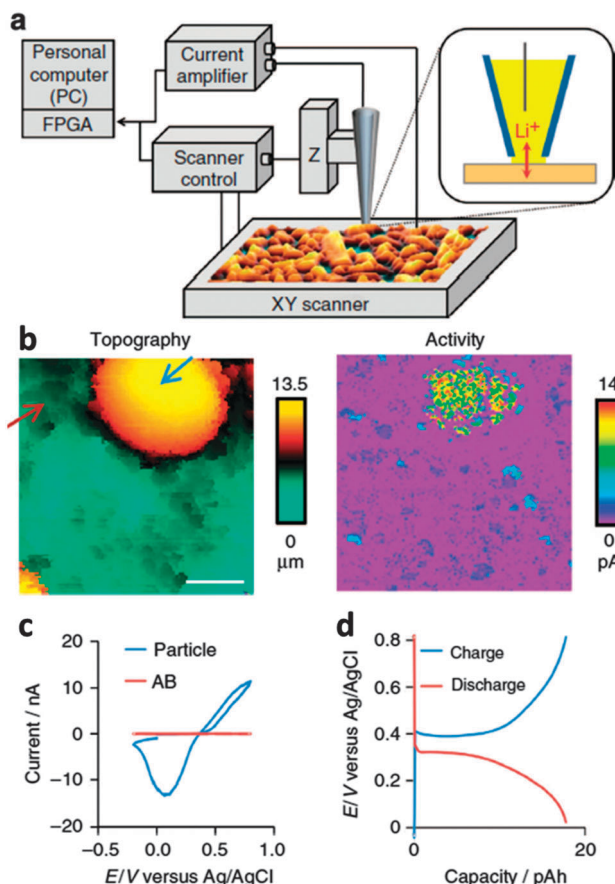 a
Personal
computer
(PC)
FPGA
Current
amplifier
Scanner
control
Z
Li+
XY scanner
b
Topography
13.5
0
μm
Activity
14
0
pA
c
Particle
AB
Current / nA
20
10
0
−10
−20
−0.5
0.0
0.5
1.0
E/V versus Ag/AgCl
d
Charge
Discharge
E/V versus Ag/AgCl
0.8
0.6
0.4
0.2
0
0
20
Capacity / pAh